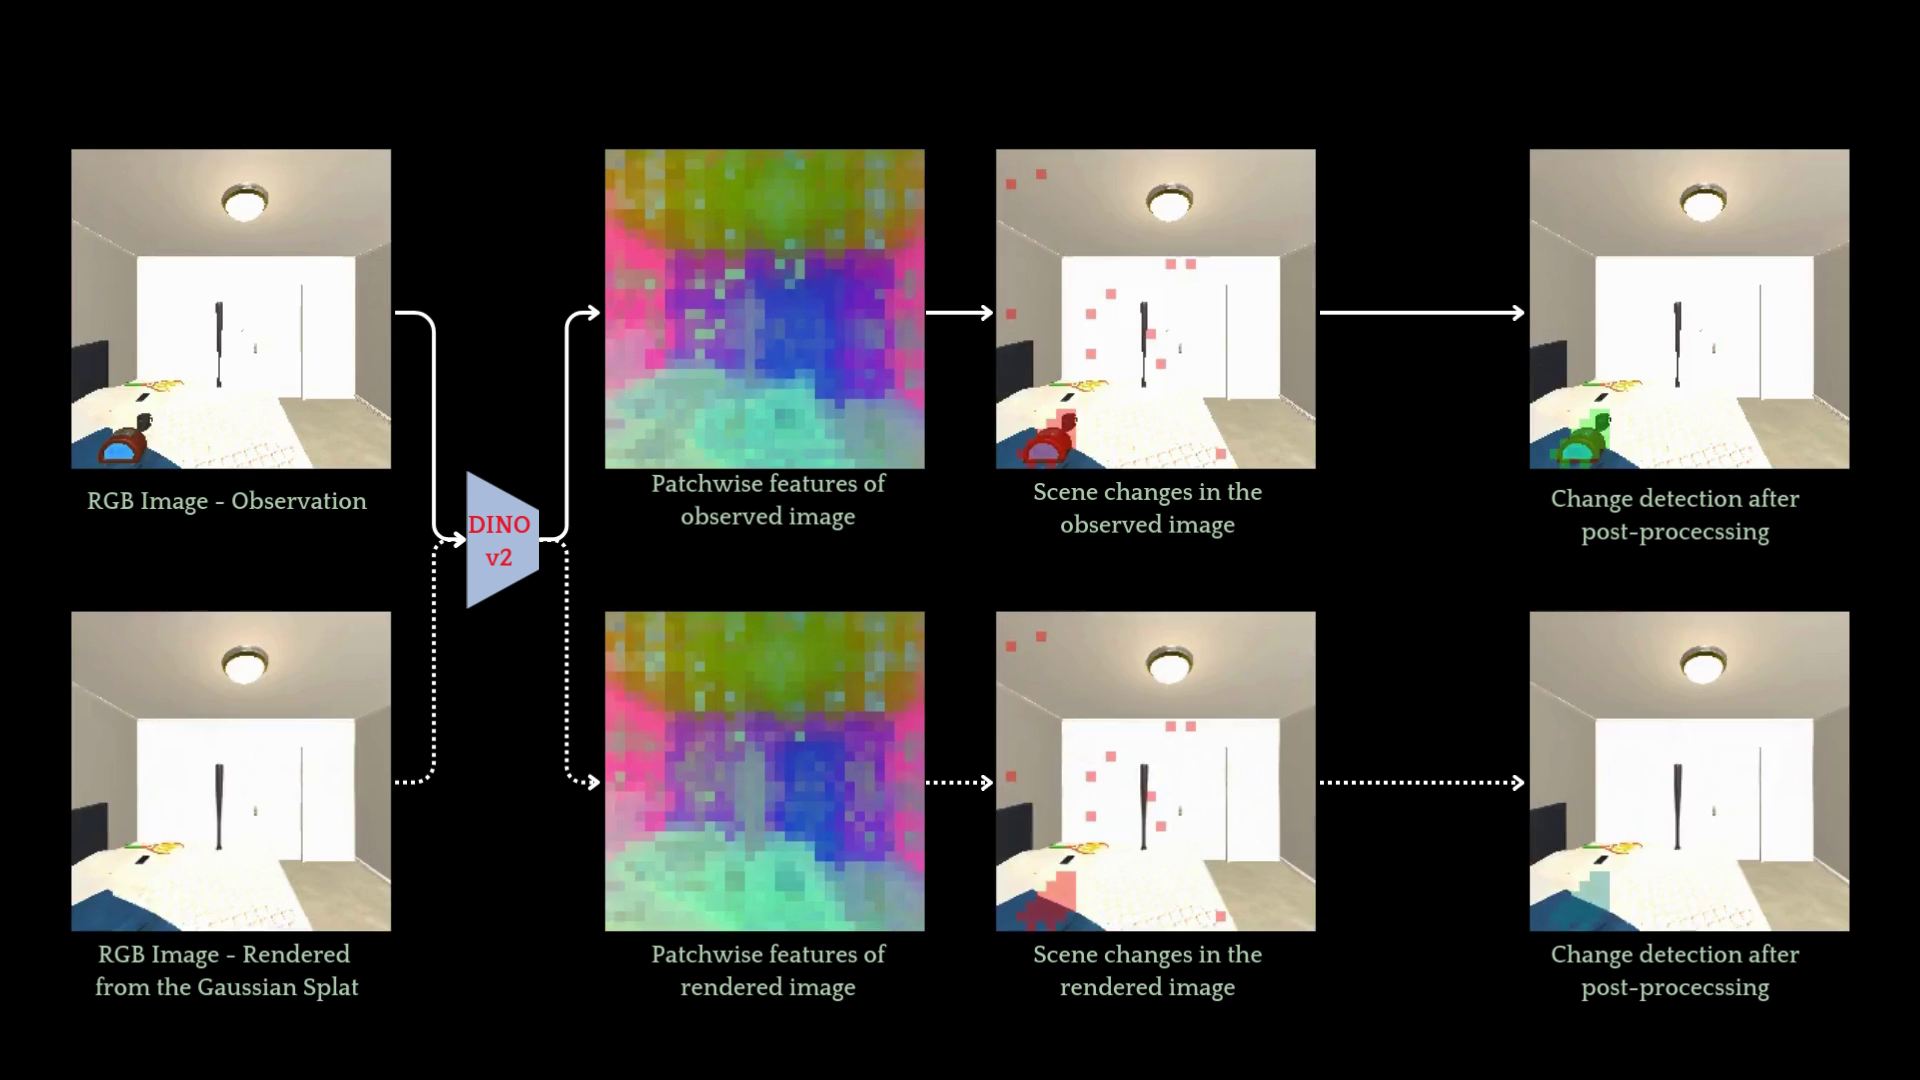 RGB Image - Observation
DINO
v2
Patchwise features of
observed image
Scene changes in the
observed image
Change detection after
post-procecssing
RGB Image - Rendered
from the Gaussian Splat
Patchwise features of
rendered image
Scene changes in the
rendered image
Change detection after
post-procecssing